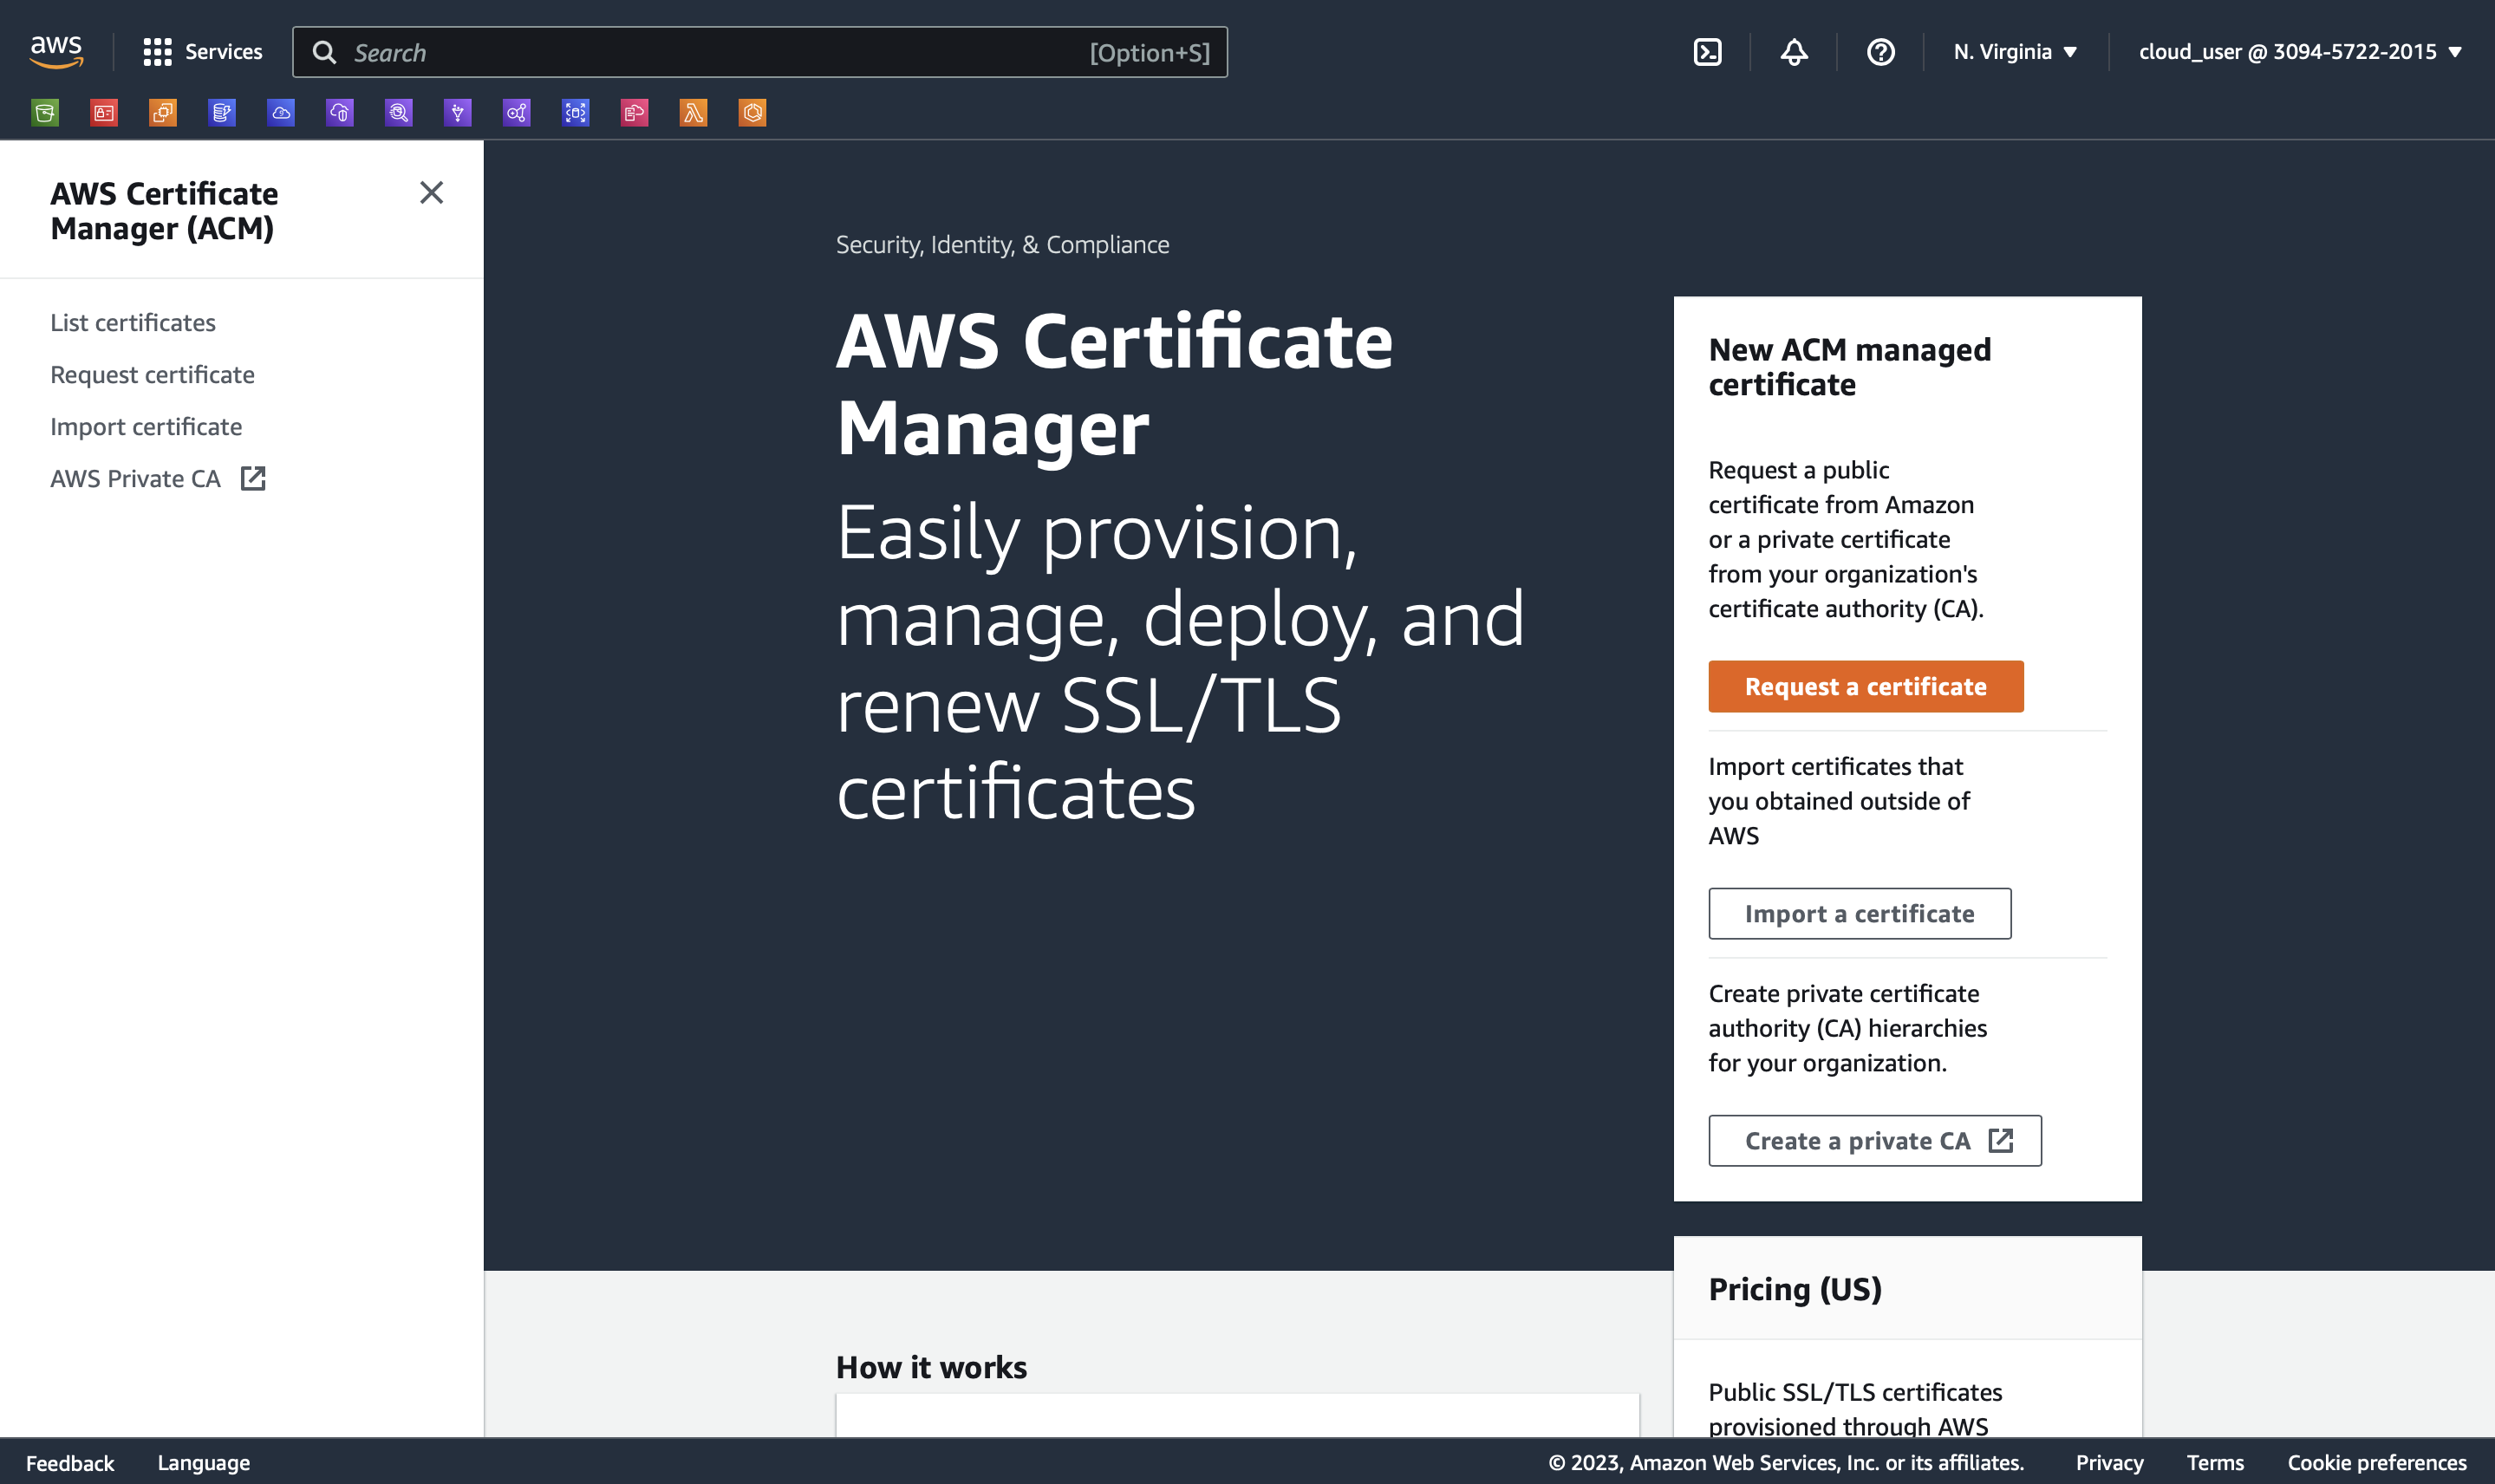 aws
Services
Search
[Option+S]
N. Virginia
cloud_user @ 3094-5722-2015
AWS Certificate
Manager (ACM)
List certificates
Request certificate
Import certificate
AWS Private CA
Security, Identity, & Compliance
AWS Certificate
Manager
Easily provision,
manage, deploy, and
renew SSL/TLS
certificates
New ACM managed
certificate
Request a public
certificate from Amazon
or a private certificate
from your organization's
certificate authority (CA).
Request a certificate
Import certificates that
you obtained outside of
AWS
Import a certificate
Create private certificate
authority (CA) hierarchies
for your organization.
Create a private CA
Pricing (US)
Public SSL/TLS certificates
provisioned through AWS
How it works
Feedback
Language
© 2023, Amazon Web Services, Inc. or its affiliates.
Privacy
Terms
Cookie preferences